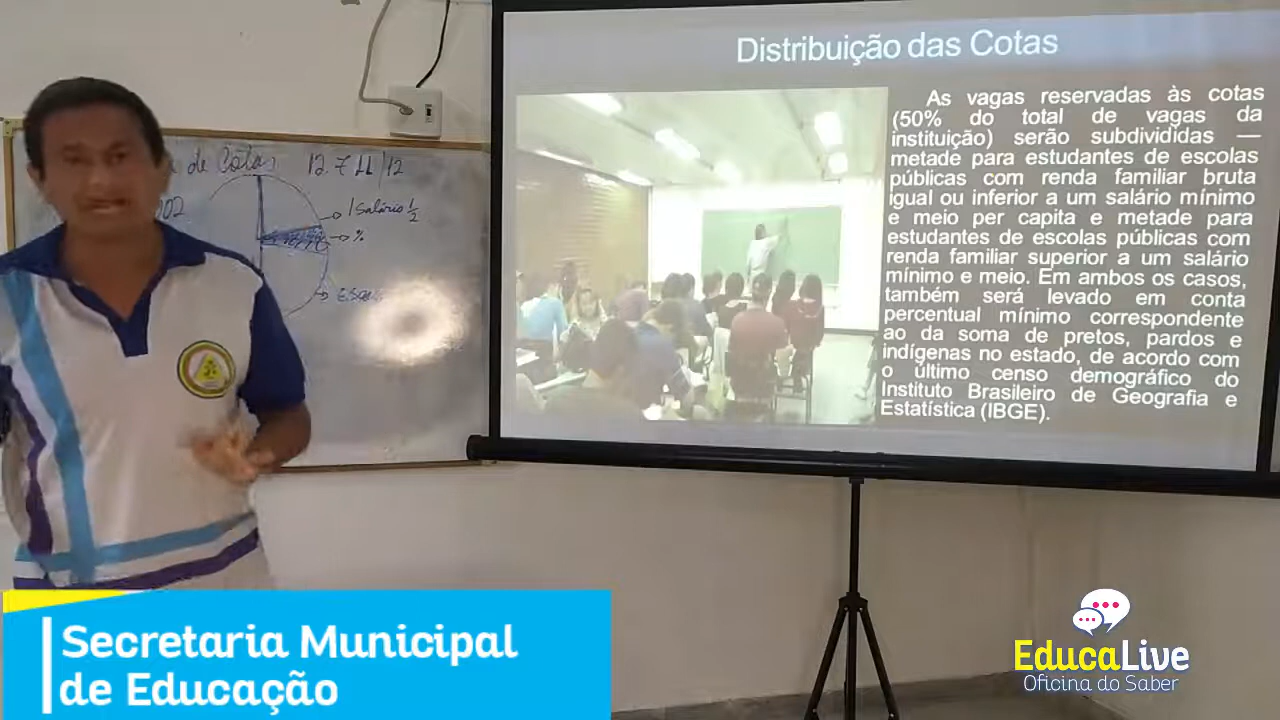 de Cotas 12.711/12
1 Salário 1/2
%
Distribuição das Cotas
As vagas reservadas às cotas
(50% do total de vagas da
instituição) serão subdivididas —
metade para estudantes de escolas
públicas com renda familiar bruta
igual ou inferior a um salário mínimo
e meio per capita e metade para
estudantes de escolas públicas com
renda familiar superior a um salário
mínimo e meio. Em ambos os casos,
também será levado em conta
percentual mínimo correspondente
ao da soma de pretos, pardos e
indígenas no estado, de acordo com
o último censo demográfico do
Instituto Brasileiro de Geografia e
Estatística (IBGE).
Secretaria Municipal
de Educação
EducaLive
Oficina do Saber